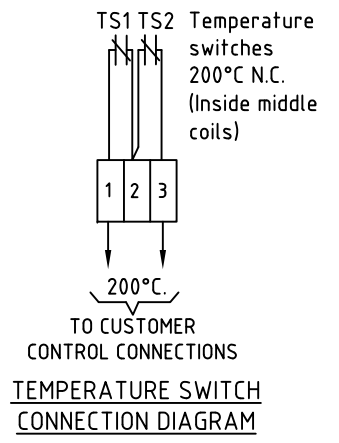 TS1 TS2 Temperature
switches
200°C N.C.
(Inside middle
coils)
1 2 3
200°C.
TO CUSTOMER
CONTROL CONNECTIONS
TEMPERATURE SWITCH
CONNECTION DIAGRAM